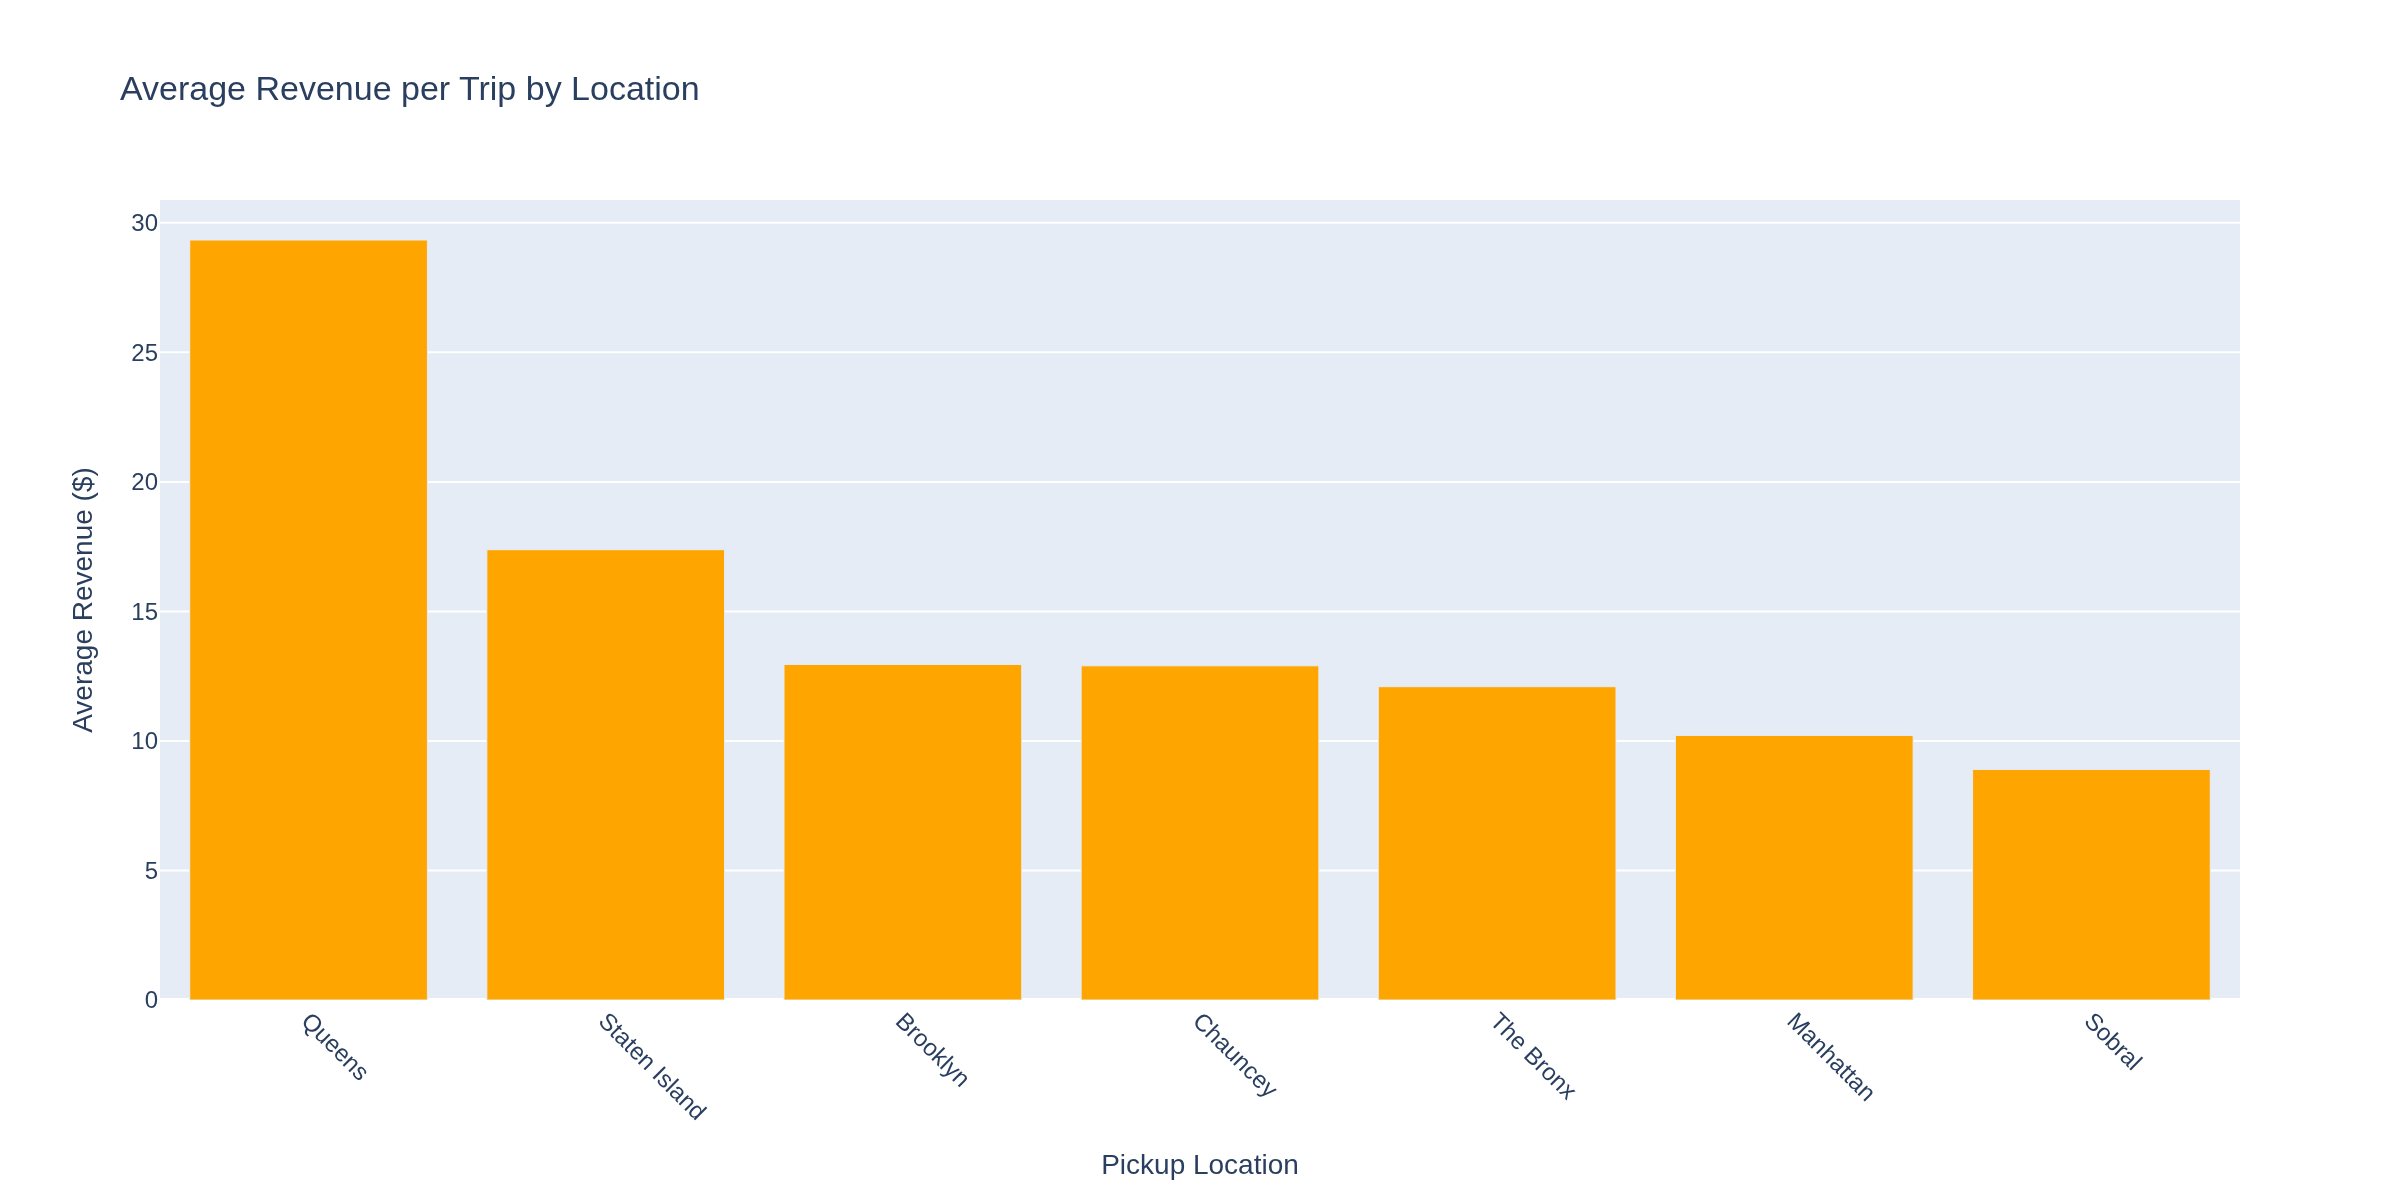 Average Revenue per Trip by Location
Average Revenue ($)
30
25
20
15
10
5
0
Queens
Staten Island
Brooklyn
Chauncey
The Bronx
Manhattan
Sobral
Pickup Location